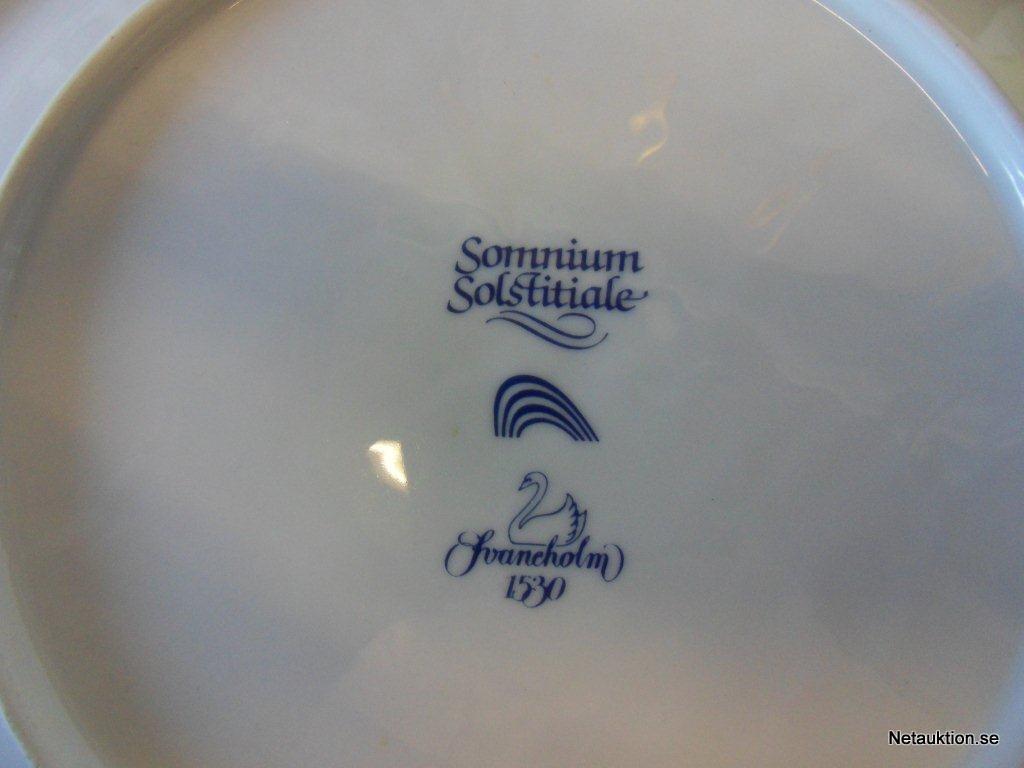 Somnium
Solstitiale
Svaneholm
1530
Netauktion.se